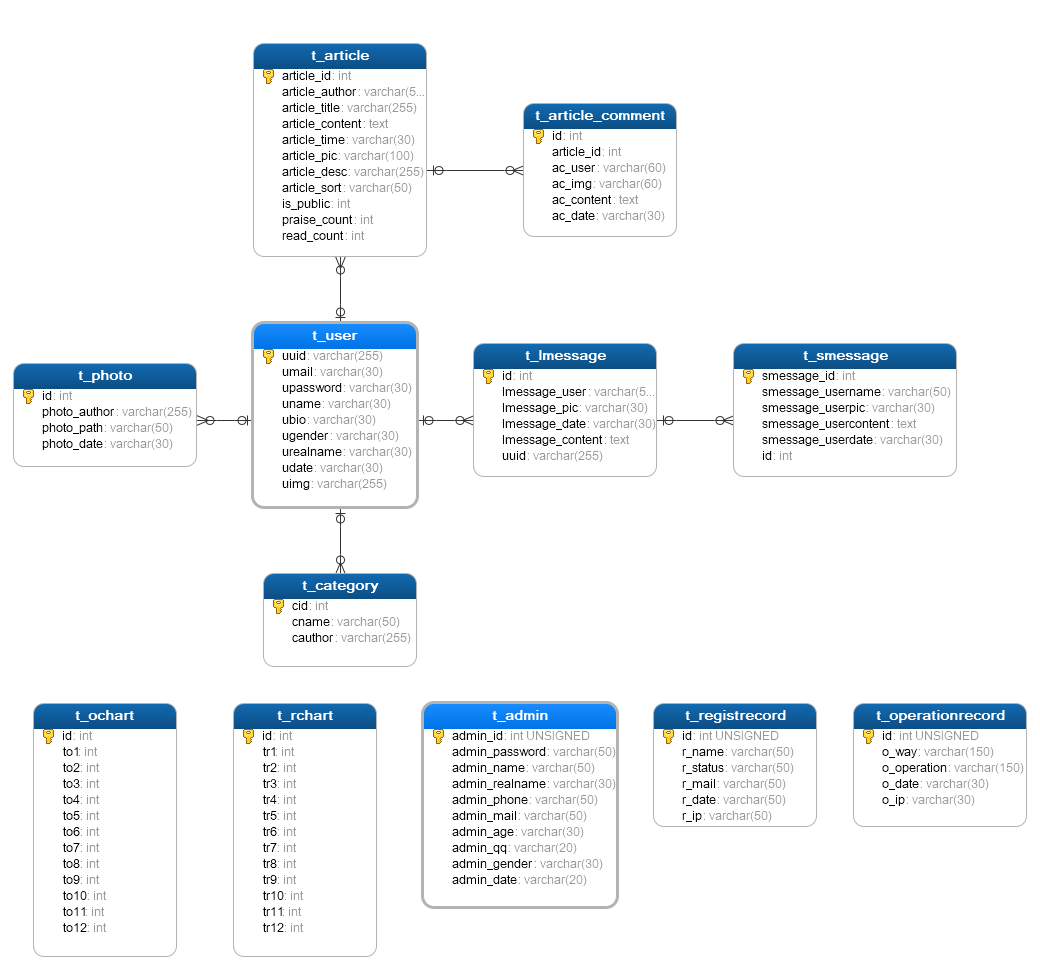 t_article
article_id: int
article_author: varchar(5...
article_title: varchar(255)
article_content: text
article_time: varchar(30)
article_pic: varchar(100)
article_desc: varchar(255)
article_sort: varchar(50)
is_public: int
praise_count: int
read_count: int
t_article_comment
id: int
article_id: int
ac_user: varchar(60)
ac_img: varchar(60)
ac_content: text
ac_date: varchar(30)
t_user
uuid: varchar(255)
umail: varchar(30)
upassword: varchar(30)
uname: varchar(30)
ubio: varchar(30)
ugender: varchar(30)
urealname: varchar(30)
udate: varchar(30)
uimg: varchar(255)
t_photo
id: int
photo_author: varchar(255)
photo_path: varchar(50)
photo_date: varchar(30)
t_lmessage
id: int
lmessage_user: varchar(5...
lmessage_pic: varchar(30)
lmessage_date: varchar(30)
lmessage_content: text
uuid: varchar(255)
t_smessage
smessage_id: int
smessage_username: varchar(50)
smessage_userpic: varchar(30)
smessage_usercontent: text
smessage_userdate: varchar(30)
id: int
t_category
cid: int
cname: varchar(50)
cauthor: varchar(255)
t_ochart
id: int
to1: int
to2: int
to3: int
to4: int
to5: int
to6: int
to7: int
to8: int
to9: int
to10: int
to11: int
to12: int
t_rchart
id: int
tr1: int
tr2: int
tr3: int
tr4: int
tr5: int
tr6: int
tr7: int
tr8: int
tr9: int
tr10: int
tr11: int
tr12: int
t_admin
admin_id: int UNSIGNED
admin_password: varchar(50)
admin_name: varchar(50)
admin_realname: varchar(30)
admin_phone: varchar(50)
admin_mail: varchar(50)
admin_age: varchar(30)
admin_qq: varchar(20)
admin_gender: varchar(30)
admin_date: varchar(20)
t_registrecord
id: int UNSIGNED
r_name: varchar(50)
r_status: varchar(50)
r_mail: varchar(50)
r_date: varchar(50)
r_ip: varchar(50)
t_operationrecord
id: int UNSIGNED
o_way: varchar(150)
o_operation: varchar(150)
o_date: varchar(30)
o_ip: varchar(30)